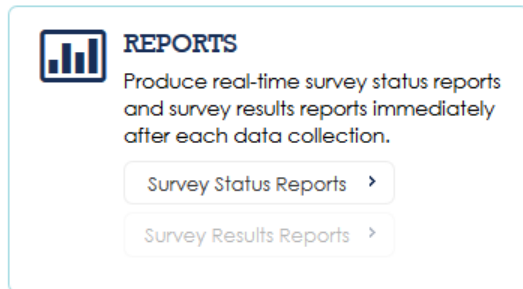 REPORTS
Produce real-time survey status reports
and survey results reports immediately
after each data collection.
Survey Status Reports >
Survey Results Reports >